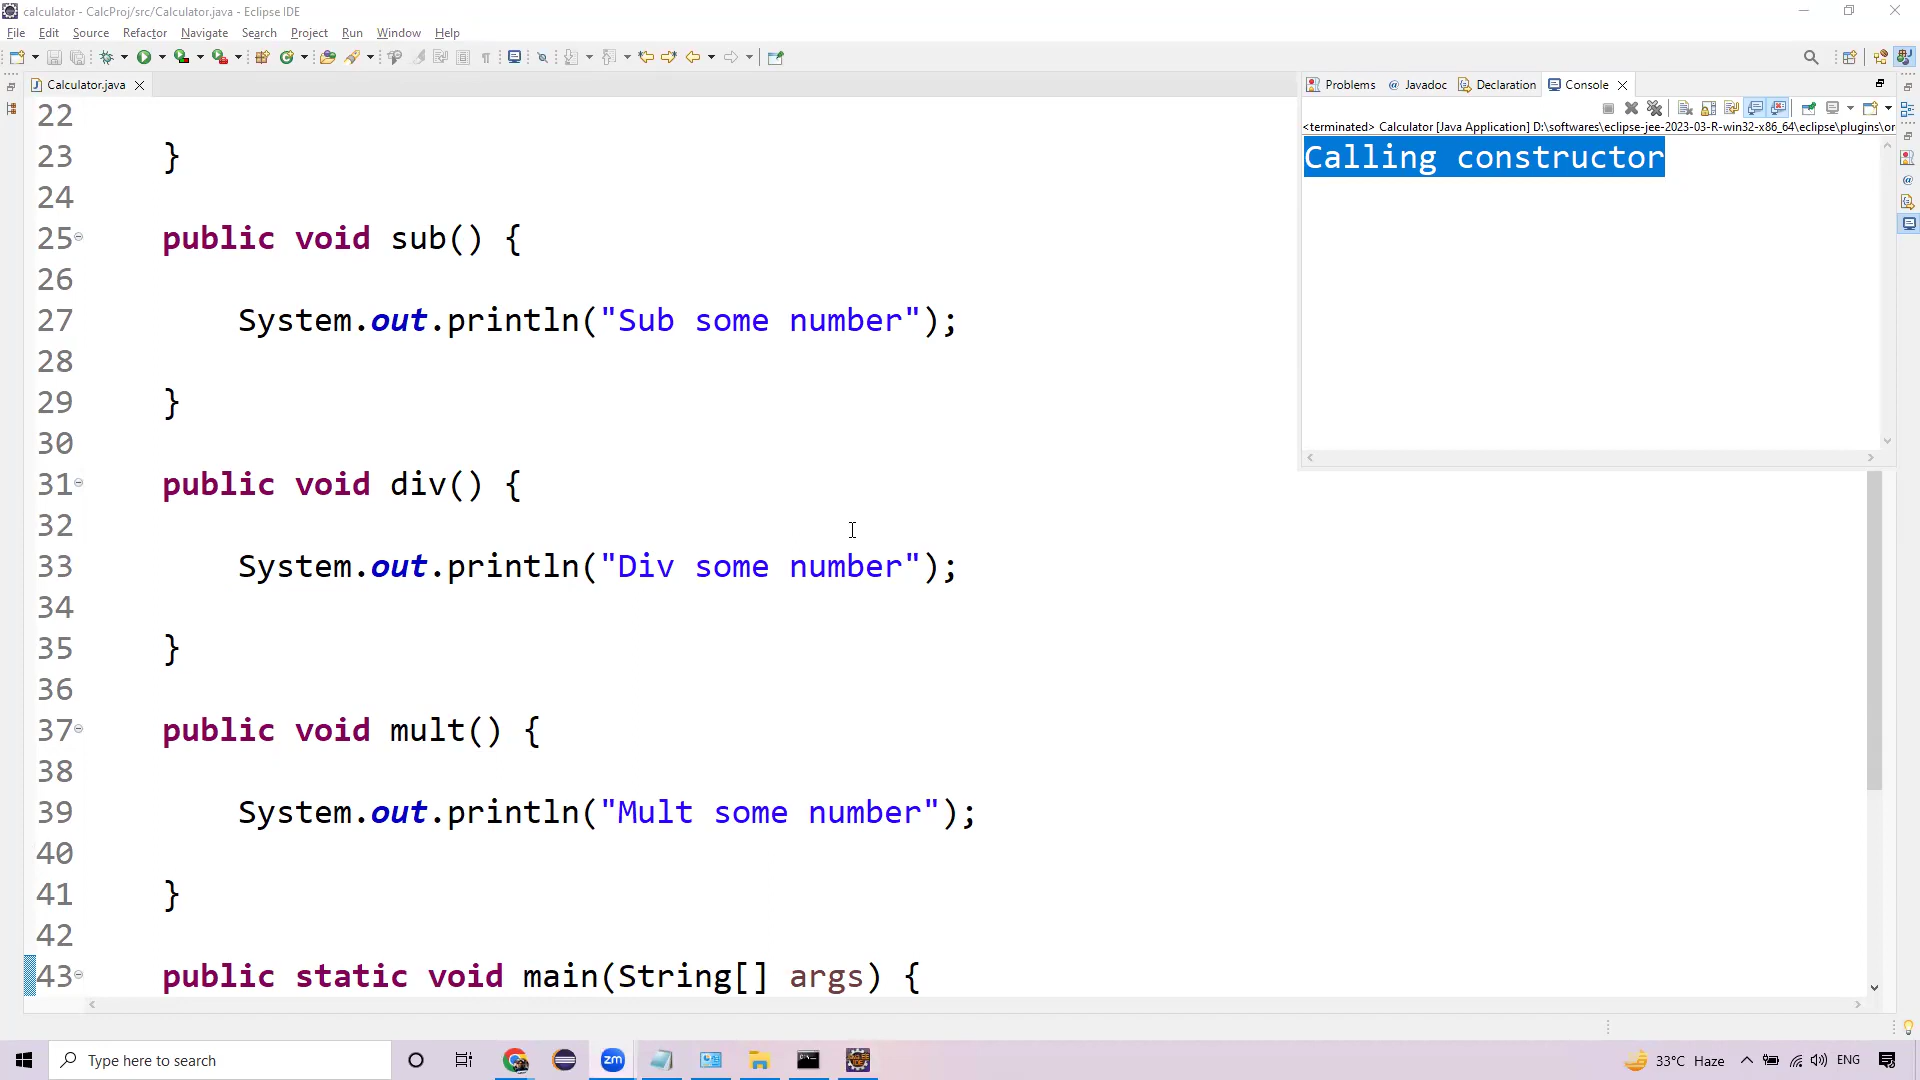 calculator - CalcProj/src/Calculator.java - Eclipse IDE
File Edit Source Refactor Navigate Search Project Run Window Help
Calculator.java
Problems @ Javadoc Declaration Console
<terminated> Calculator [Java Application] D:\softwares\eclipse-jee-2023-03-R-win32-x86_64\eclipse\plugins\or
Calling constructor
22
23 }
24
25 public void sub() {
26
27 System.out.println("Sub some number");
28
29 }
30
31 public void div() {
32
33 System.out.println("Div some number");
34
35 }
36
37 public void mult() {
38
39 System.out.println("Mult some number");
40
41 }
42
43 public static void main(String[] args) {
Type here to search
zm
33°C Haze
ENG